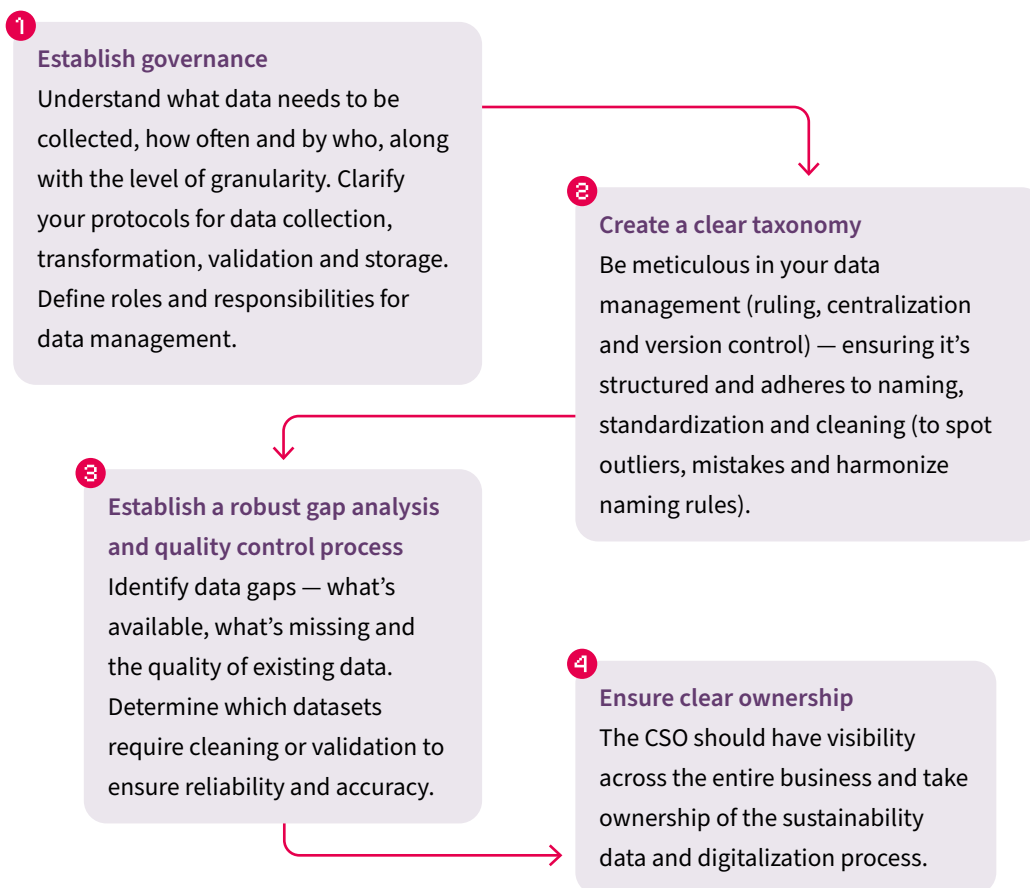 1
Establish governance
Understand what data needs to be
collected, how often and by who, along
with the level of granularity. Clarify
your protocols for data collection,
transformation, validation and storage.
Define roles and responsibilities for
data management.
2
Create a clear taxonomy
Be meticulous in your data
management (ruling, centralization
and version control) — ensuring it’s
structured and adheres to naming,
standardization and cleaning (to spot
outliers, mistakes and harmonize
naming rules).
3
Establish a robust gap analysis
and quality control process
Identify data gaps — what’s
available, what’s missing and
the quality of existing data.
Determine which datasets
require cleaning or validation to
ensure reliability and accuracy.
4
Ensure clear ownership
The CSO should have visibility
across the entire business and take
ownership of the sustainability
data and digitalization process.